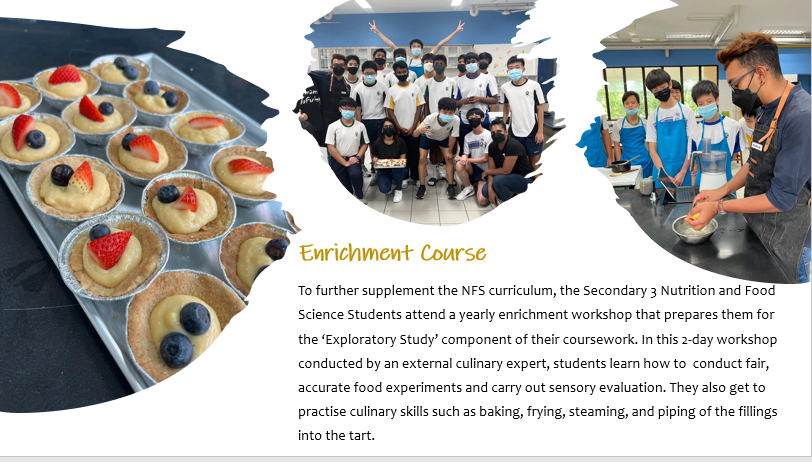 Enrichment Course
To further supplement the NFS curriculum, the Secondary 3 Nutrition and Food
Science Students attend a yearly enrichment workshop that prepares them for
the ‘Exploratory Study’ component of their coursework. In this 2-day workshop
conducted by an external culinary expert, students learn how to  conduct fair,
accurate food experiments and carry out sensory evaluation. They also get to
practise culinary skills such as baking, frying, steaming, and piping of the fillings
into the tart.